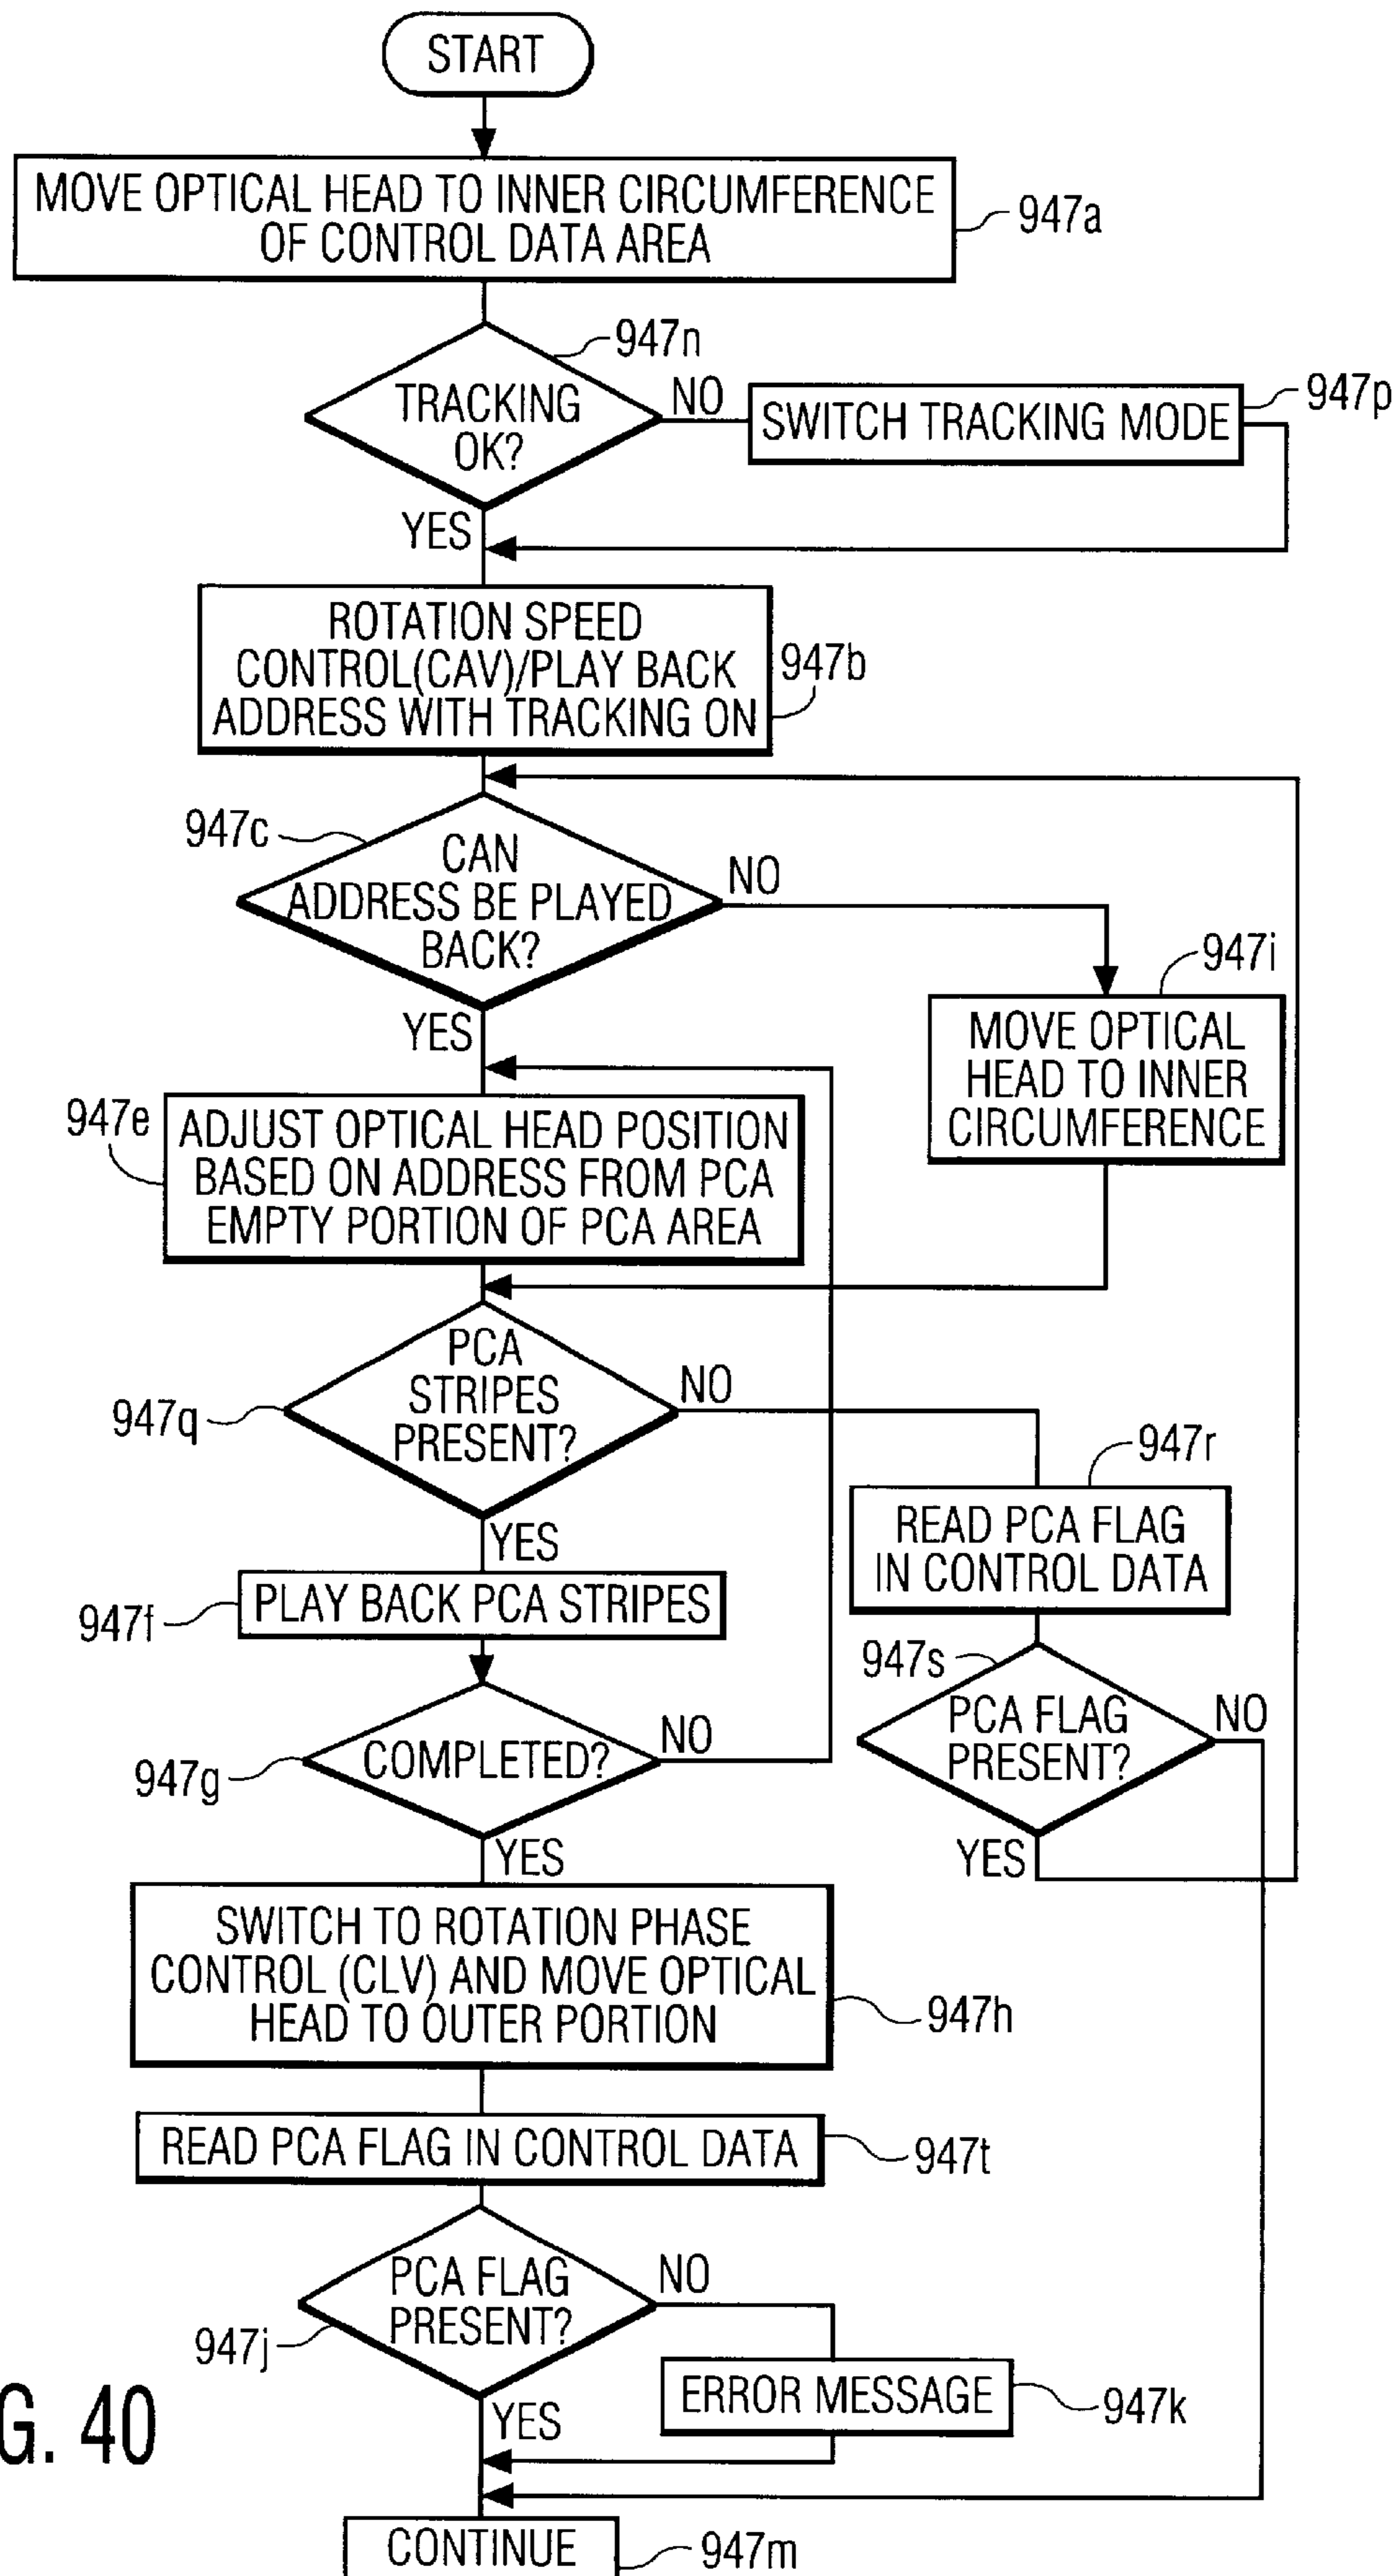 START
MOVE OPTICAL HEAD TO INNER CIRCUMFERENCE
OF CONTROL DATA AREA
947a
947n
TRACKING
OK?
NO
SWITCH TRACKING MODE
947p
YES
ROTATION SPEED
CONTROL(CAV)/PLAY BACK
ADDRESS WITH TRACKING ON
947b
947c
CAN
ADDRESS BE PLAYED
BACK?
NO
947i
YES
MOVE OPTICAL
HEAD TO INNER
CIRCUMFERENCE
947e
ADJUST OPTICAL HEAD POSITION
BASED ON ADDRESS FROM PCA
EMPTY PORTION OF PCA AREA
PCA
STRIPES
PRESENT?
NO
947q
947r
YES
READ PCA FLAG
IN CONTROL DATA
PLAY BACK PCA STRIPES
947f
947s
PCA FLAG
PRESENT?
NO
COMPLETED?
NO
947g
YES
YES
SWITCH TO ROTATION PHASE
CONTROL (CLV) AND MOVE OPTICAL
HEAD TO OUTER PORTION
947h
READ PCA FLAG IN CONTROL DATA
947t
PCA FLAG
PRESENT?
NO
947j
ERROR MESSAGE
947k
YES
G. 40
CONTINUE
947m